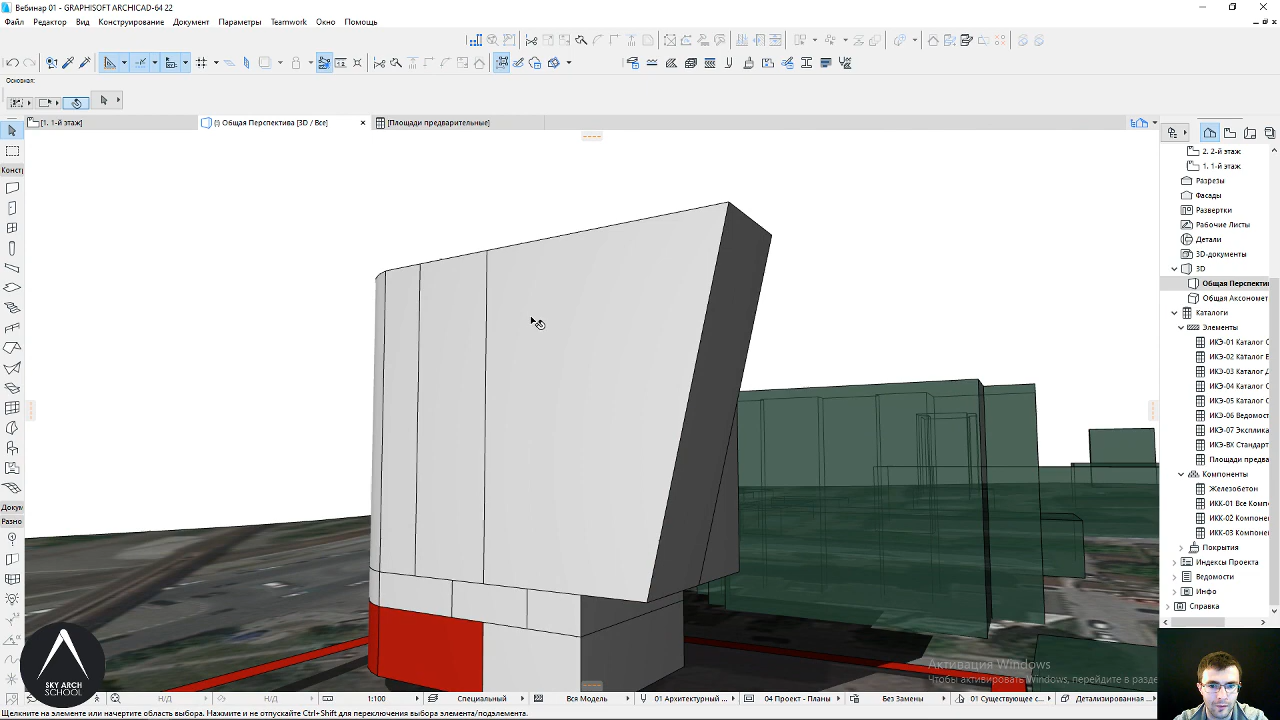 Вебинар 01 - GRAPHISOFT ARCHICAD-64 22
Файл Редактор Вид Конструирование Документ Параметры Teamwork Окно Помощь
Основная:
[1. 1-й этаж] (!) Общая Перспектива [3D / Все] [Площади предварительные]
Констр
Докум
Разно
2. 2-й этаж
1. 1-й этаж
Разрезы
Фасады
Развертки
Рабочие Листы
Детали
3D-документы
3D
Общая Перспекти
Общая Аксономет
Каталоги
Элементы
ИКЭ-01 Каталог О
ИКЭ-02 Каталог В
ИКЭ-03 Каталог Д
ИКЭ-04 Каталог О
ИКЭ-05 Каталог О
ИКЭ-06 Ведомост
ИКЭ-07 Эксплика
ИКЭ-ВХ Стандарт
Площади предва
Компоненты
Железобетон
ИКК-01 Все Комп
ИКК-02 Компонен
ИКК-03 Компонен
Покрытия
Индексы Проекта
Ведомости
Инфо
Справка
Активация Windows
Чтобы активировать Windows, перейдите в разде
SKY ARCH
SCHOOL
Н/Д Н/Д 1:100 Специальный Вся Модель 01 Архитектурный ... 04 Проект - Планы Без Замены 01 Существующее с... Детализированная ...
Щелкните на элементы или начертите область выбора. Нажмите и не отпускайте Ctrl+Shift для переключения выбора элемента/подэлемента.